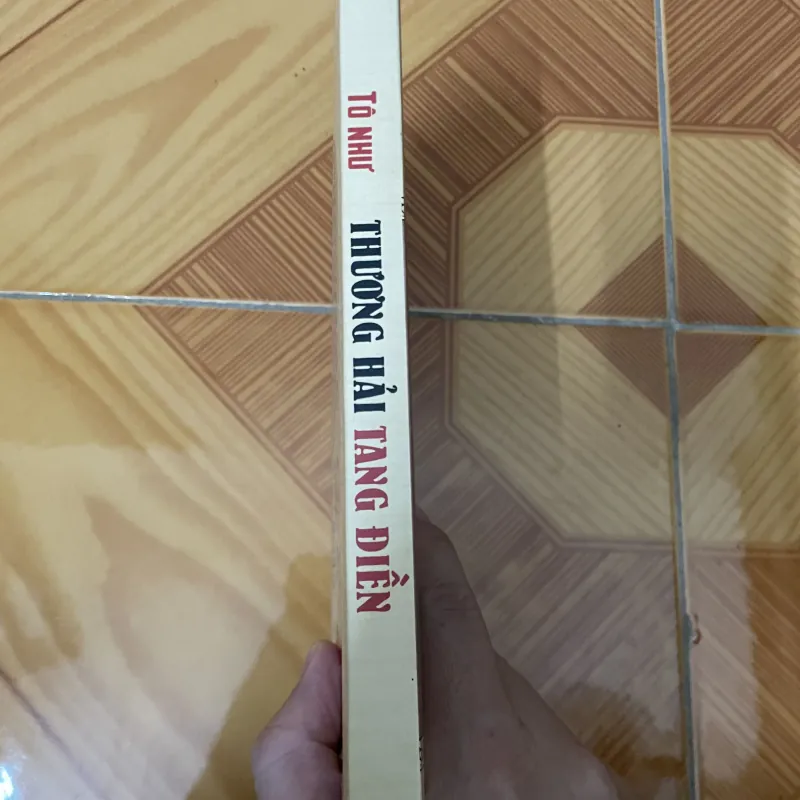 TÔ NHƯ
THƯƠNG HẢI TANG ĐIỀN